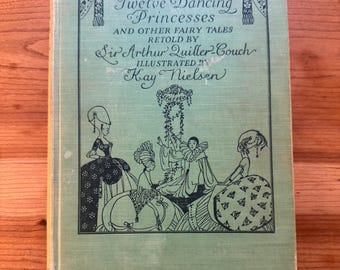 Twelve Dancing
Princesses
AND OTHER FAIRY TALES
RETOLD BY
Sir Arthur Quiller-Couch
ILLUSTRATED BY
Kay Nielsen